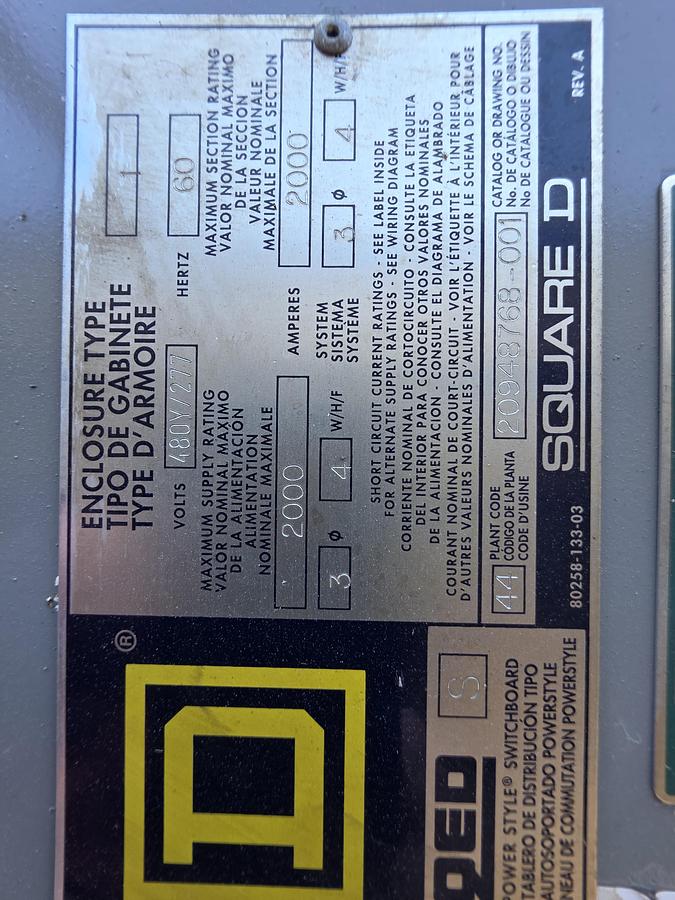 D
®
QED
S
POWER STYLE® SWITCHBOARD
TABLERO DE DISTRIBUCIÓN TIPO
AUTOSOPORTADO POWERSTYLE
NEAU DE COMMUTATION POWERSTYLE
ENCLOSURE TYPE
TIPO DE GABINETE
TYPE D'ARMOIRE
1
VOLTS 480Y/277 HERTZ 60
MAXIMUM SUPPLY RATING
VALOR NOMINAL MAXIMO
DE LA ALIMENTACION
ALIMENTATION
NOMINALE MAXIMALE
MAXIMUM SECTION RATING
VALOR NOMINAL MAXIMO
DE LA SECCION
VALEUR NOMINALE
MAXIMALE DE LA SECTION
2000 AMPERES 2000
3 ø 4 W/H/F
SYSTEM
SISTEMA
SYSTÈME
3 ø 4 W/H/F
SHORT CIRCUIT CURRENT RATINGS - SEE LABEL INSIDE
FOR ALTERNATE SUPPLY RATINGS - SEE WIRING DIAGRAM
CORRIENTE NOMINAL DE CORTOCIRCUITO - CONSULTE LA ETIQUETA
DEL INTERIOR PARA CONOCER OTROS VALORES NOMINALES
DE LA ALIMENTACION - CONSULTE EL DIAGRAMA DE ALAMBRADO
COURANT NOMINAL DE COURT-CIRCUIT - VOIR L'ÉTIQUETTE À L'INTÉRIEUR POUR
D'AUTRES VALEURS NOMINALES D'ALIMENTATION - VOIR LE SCHEMA DE CÂBLAGE
44
PLANT CODE
CÓDIGO DE LA PLANTA
CODE D'USINE
20948768-001
CATALOG OR DRAWING NO.
No. DE CATÁLOGO O DIBUJO
No DE CATALOGUE OU DESSIN
80258-133-03
SQUARE D
REV. A